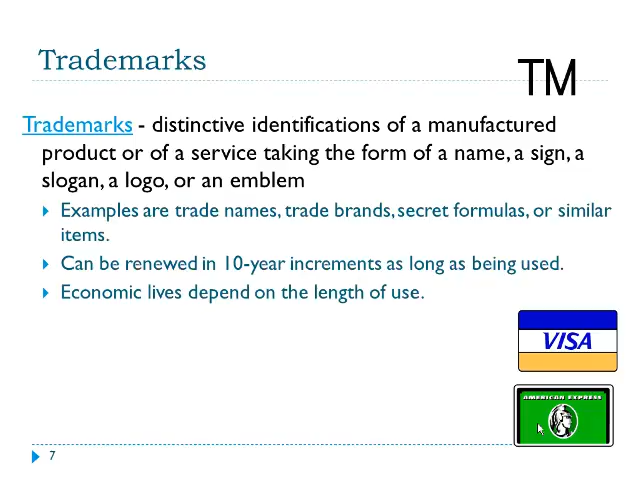 Trademarks
TM
Trademarks - distinctive identifications of a manufactured
product or of a service taking the form of a name, a sign, a
slogan, a logo, or an emblem
Examples are trade names, trade brands, secret formulas, or similar
items.
Can be renewed in 10-year increments as long as being used.
Economic lives depend on the length of use.
VISA
AMERICAN EXPRESS
7